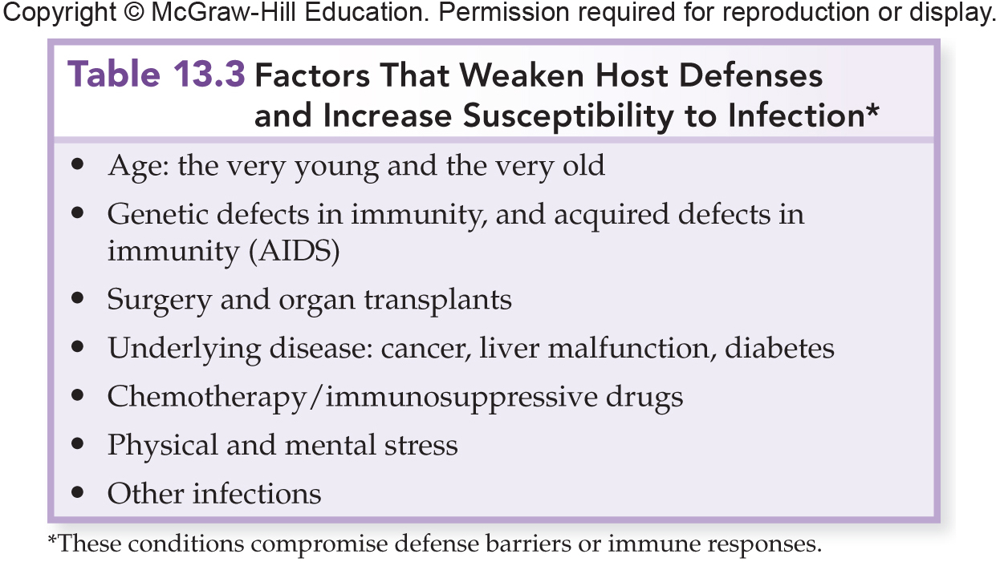 Copyright © McGraw-Hill Education. Permission required for reproduction or display.
Table 13.3 Factors That Weaken Host Defenses
and Increase Susceptibility to Infection*
• Age: the very young and the very old
• Genetic defects in immunity, and acquired defects in
immunity (AIDS)
• Surgery and organ transplants
• Underlying disease: cancer, liver malfunction, diabetes
• Chemotherapy/immunosuppressive drugs
• Physical and mental stress
• Other infections
*These conditions compromise defense barriers or immune responses.